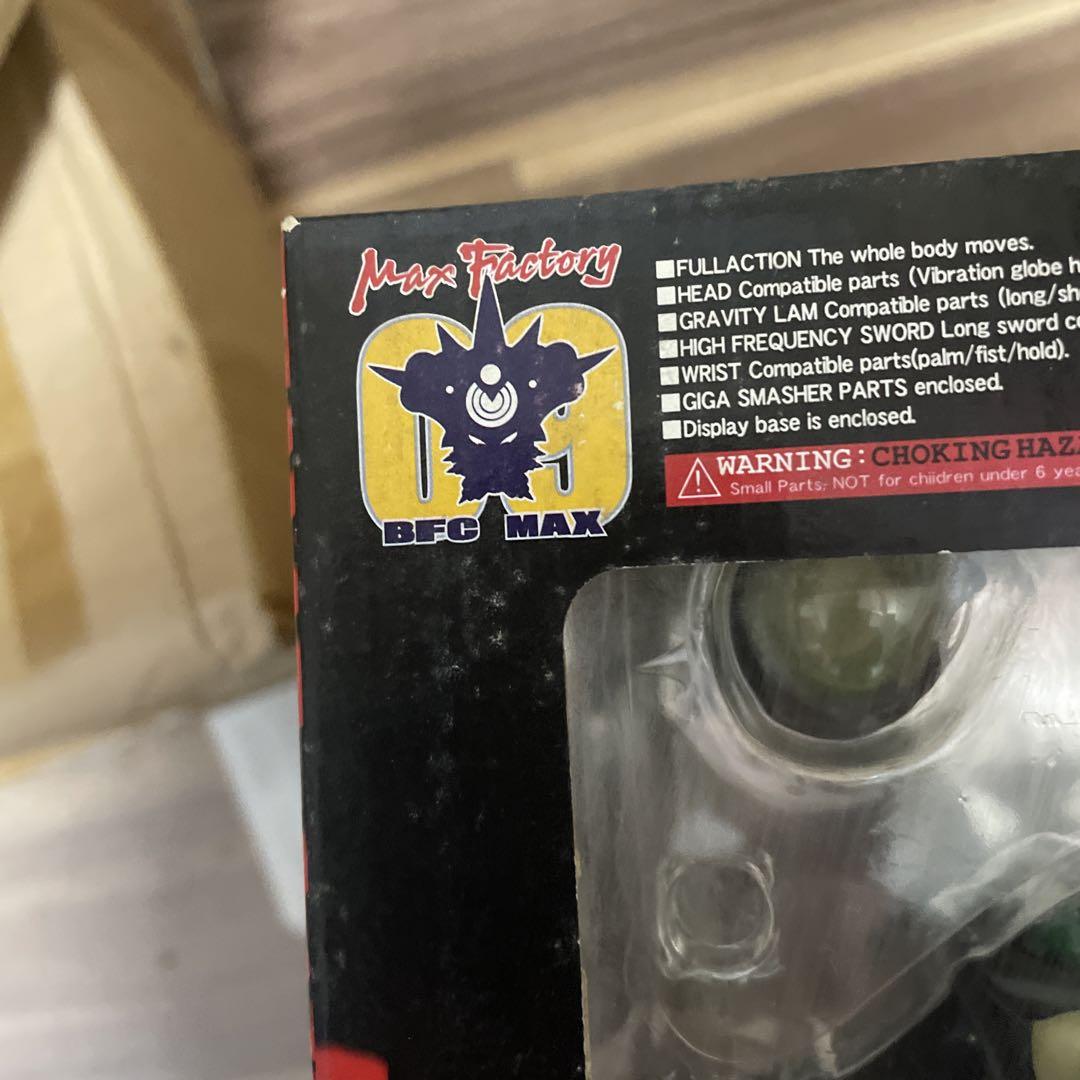 Max Factory
09
BFC MAX
■FULLACTION The whole body moves.
■HEAD Compatible parts (Vibration globe
■GRAVITY LAM Compatible parts (long/sh
■HIGH FREQUENCY SWORD Long sword
■WRIST Compatible parts(palm/fist/hold).
■GIGA SMASHER PARTS enclosed.
■Display base is enclosed.
WARNING: CHOKING HAZA
Small Parts, NOT for chiidren under 6 yea